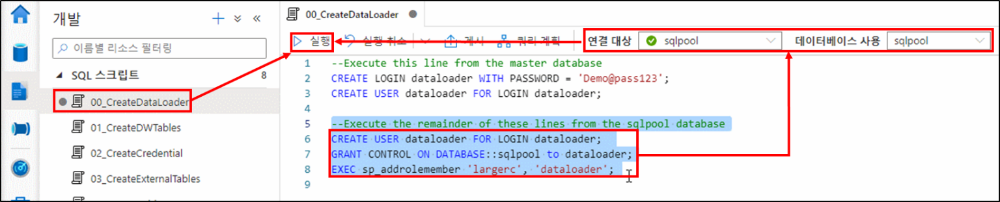 개발
이름별 리소스 필터링
SQL 스크립트 8
00_CreateDataLoader
01_CreateDWTables
02_CreateCredential
03_CreateExternalTables
00_CreateDataLoader
실행 실행 취소 게시 쿼리 계획 연결 대상 sqlpool 데이터베이스 사용 sqlpool
1 --Execute this line from the master database
2 CREATE LOGIN dataloader WITH PASSWORD = 'Demo@pass123';
3 CREATE USER dataloader FOR LOGIN dataloader;
4
5 --Execute the remainder of these lines from the sqlpool database
6 CREATE USER dataloader FOR LOGIN dataloader;
7 GRANT CONTROL ON DATABASE::sqlpool to dataloader;
8 EXEC sp_addrolemember 'largerc', 'dataloader';
9